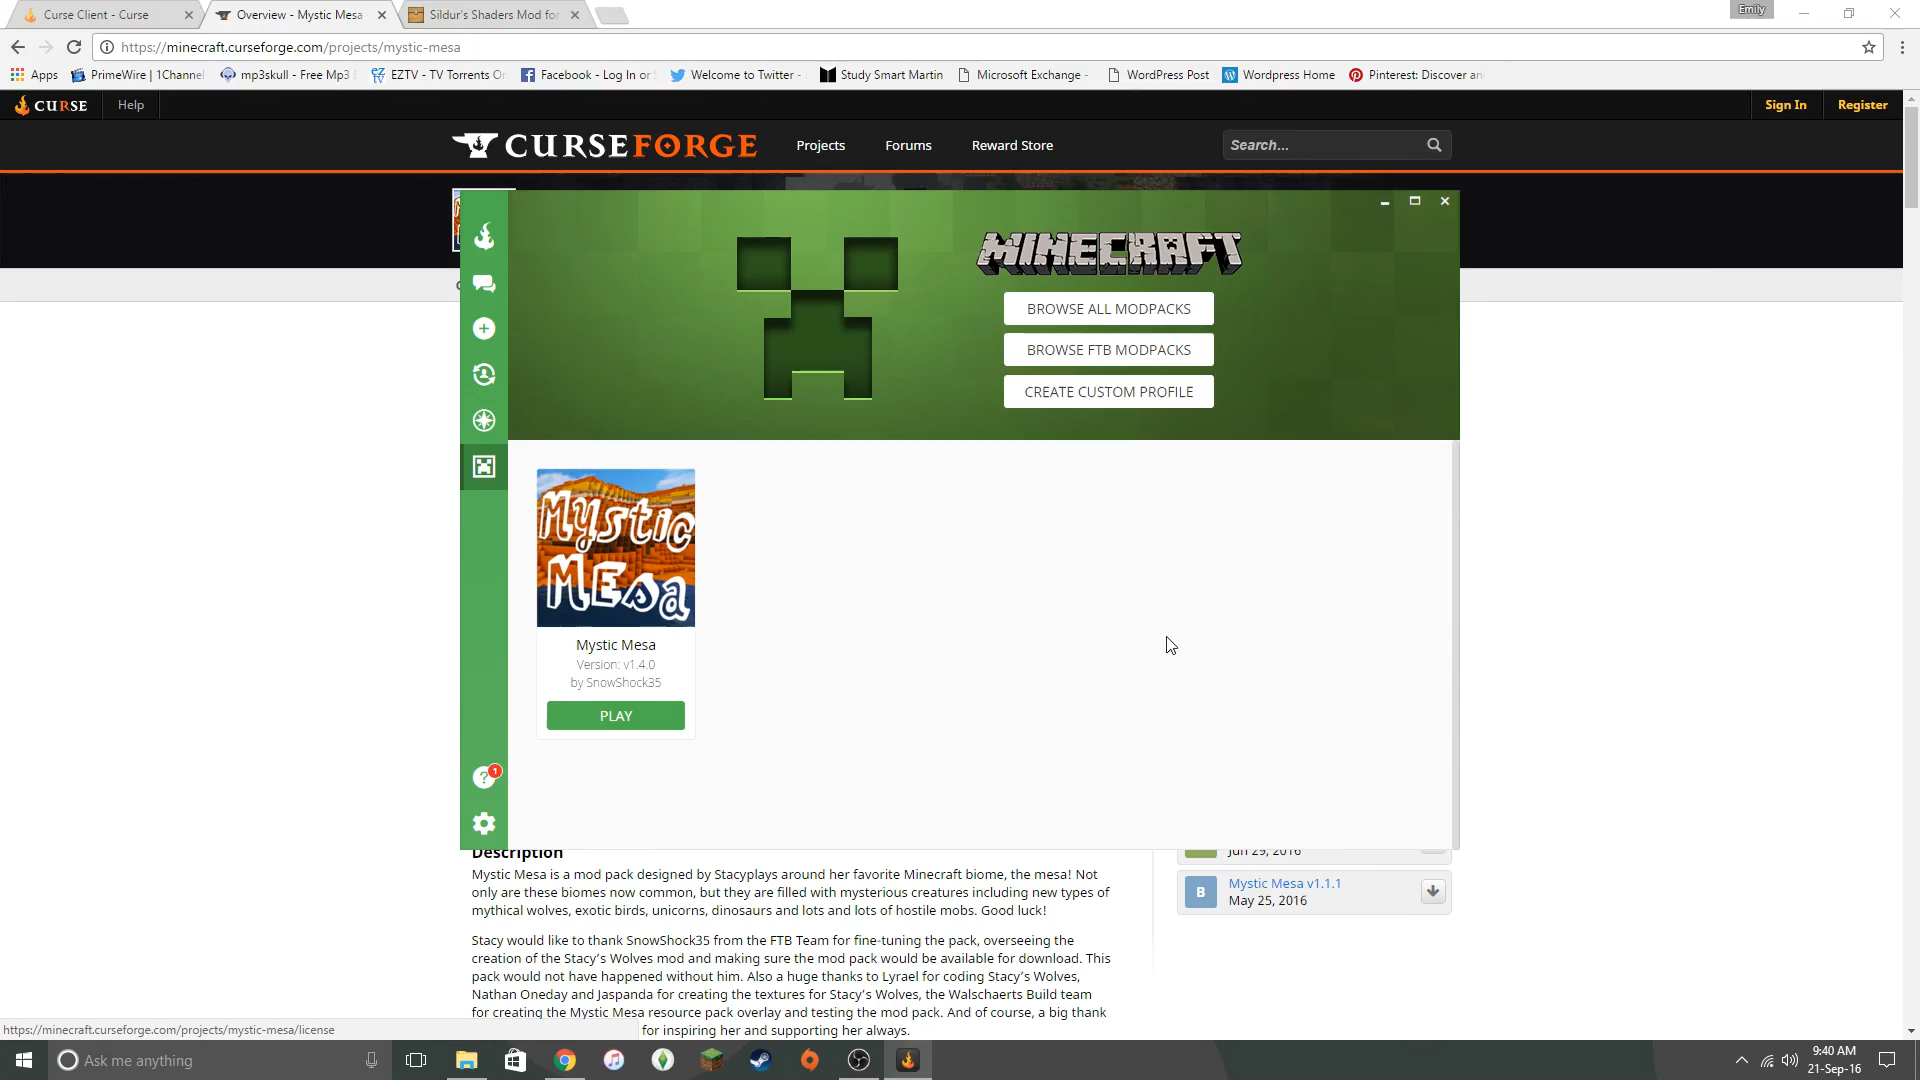 Curse Client - Curse
Overview - Mystic Mesa
Sildur's Shaders Mod for
Emily
https://minecraft.curseforge.com/projects/mystic-mesa
Apps
PrimeWire | 1Channel
mp3skull - Free Mp3
EZTV - TV Torrents O
Facebook - Log In or
Welcome to Twitter -
Study Smart Martin
Microsoft Exchange -
WordPress Post
Wordpress Home
Pinterest: Discover an
CURSE
Help
Sign In
Register
CURSEFORGE
Projects
Forums
Reward Store
Search...
MINECRAFT
BROWSE ALL MODPACKS
BROWSE FTB MODPACKS
CREATE CUSTOM PROFILE
Mystic
Mesa
Mystic Mesa
Version: v1.4.0
by SnowShock35
PLAY
?
1
Description
Mystic Mesa is a mod pack designed by Stacyplays around her favorite Minecraft biome, the mesa! Not
only are these biomes now common, but they are filled with mysterious creatures including new types of
mythical wolves, exotic birds, unicorns, dinosaurs and lots and lots of hostile mobs. Good luck!
Stacy would like to thank SnowShock35 from the FTB Team for fine-tuning the pack, overseeing the
creation of the Stacy's Wolves mod and making sure the mod pack would be available for download. This
pack would not have happened without him. Also a huge thanks to Lyrael for coding Stacy's Wolves,
Nathan Oneday and Jaspanda for creating the textures for Stacy's Wolves, the Walschaerts Build team
for creating the Mystic Mesa resource pack overlay and testing the mod pack. And of course, a big thank
for inspiring her and supporting her always.
Jun 29, 2016
B
Mystic Mesa v1.1.1
May 25, 2016
https://minecraft.curseforge.com/projects/mystic-mesa/license
Ask me anything
9:40 AM
21-Sep-16